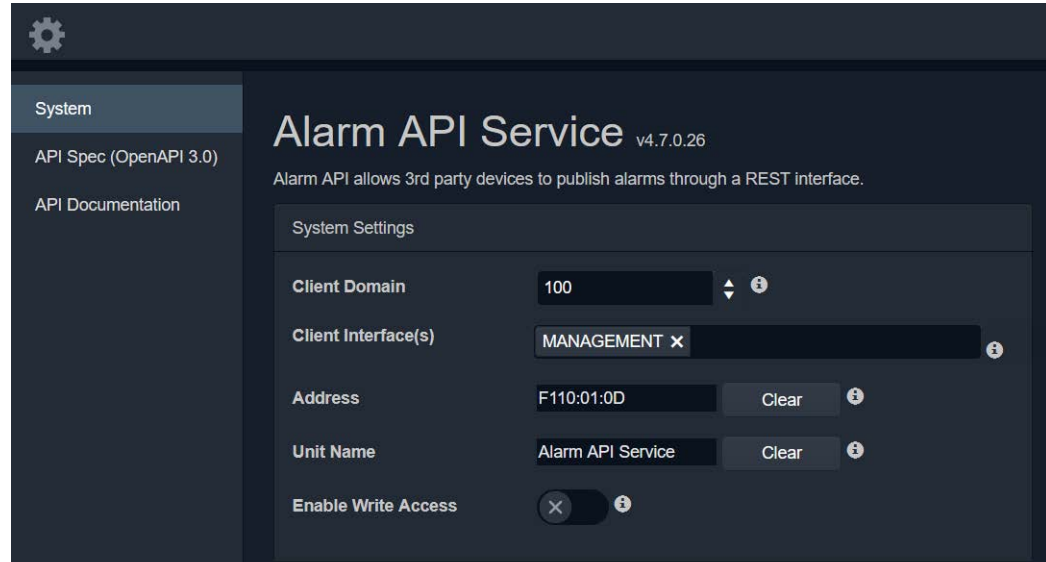 System
API Spec (OpenAPI 3.0)
API Documentation
Alarm API Service v4.7.0.26
Alarm API allows 3rd party devices to publish alarms through a REST interface.
System Settings
Client Domain 100
Client Interface(s) MANAGEMENT
Address F110:01:0D Clear
Unit Name Alarm API Service Clear
Enable Write Access